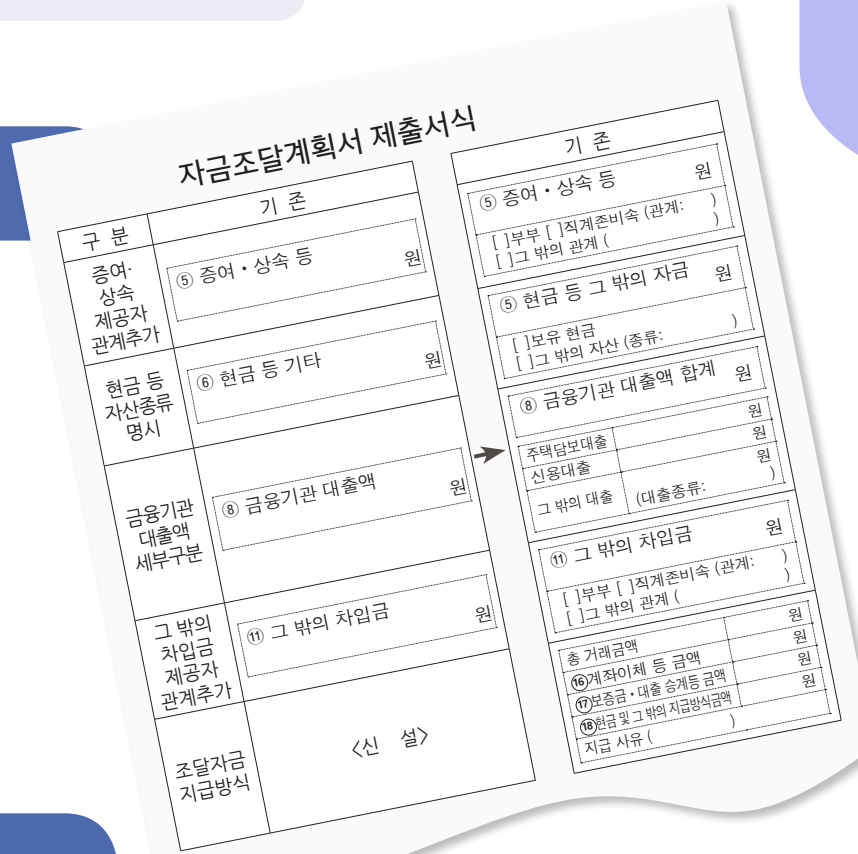 자금조달계획서 제출서식
구 분
기 존
증여·
상속
제공자
관계추가
⑤ 증여・상속 등 원
현금 등
자산종류
명시
⑥ 현금 등 기타 원
금융기관
대출액
세부구분
⑧ 금융기관 대출액 원
그 밖의
차입금
제공자
관계추가
⑪ 그 밖의 차입금 원
조달자금
지급방식
〈신 설〉
기 존
⑤ 증여・상속 등 원
[ ]부부 [ ]직계존비속 (관계: )
[ ]그 밖의 관계 ( )
⑤ 현금 등 그 밖의 자금 원
[ ]보유 현금
[ ]그 밖의 자산 (종류: )
⑧ 금융기관 대출액 합계 원
주택담보대출 원
신용대출 원
그 밖의 대출 원
(대출종류: )
⑪ 그 밖의 차입금 원
[ ]부부 [ ]직계존비속 (관계: )
[ ]그 밖의 관계 ( )
총 거래금액 원
⑯계좌이체 등 금액 원
⑰보증금・대출 승계등 금액 원
⑱현금 및 그 밖의 지급방식금액 원
지급 사유 ( )